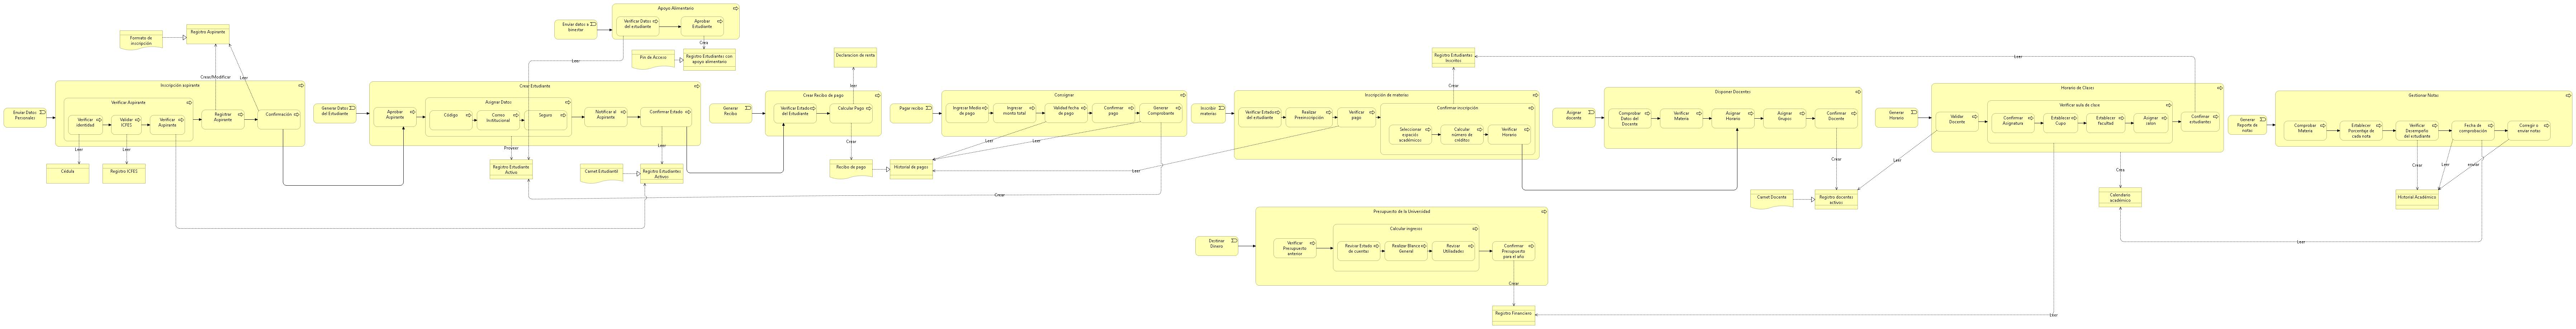 Enviar Datos
Personales
Formato de
inscripción
Registro Aspirante
Crear/Modificar
Leer
Inscripción aspirante
Verificar Aspirante
Verificar
identidad
Validar
ICFES
Verificar
Aspirante
Registrar
Aspirante
Confirmación
Leer
Leer
Cédula
Registro ICFES
Generar Datos
del Estudiante
Crear Estudiante
Aprobar
Aspirante
Asignar Datos
Código
Correo
Institucional
Seguro
Notificar al
Aspirante
Confirmar Estado
Proveer
Leer
Registro Estudiante
Activo
Carnet Estudiantil
Registro Estudiantes
Activos
Enviar datos a
binestar
Apoyo Alimentario
Verificar Datos
del estudiante
Aprobar
Estudiante
Crea
Leer
Pin de Acceso
Registro Estudiantes con
apoyo alimentario
Generar
Recibo
Declaracion de renta
leer
Crear Recibo de pago
Verificar Estado
del Estudiante
Calcular Pago
Crear
Recibo de pago
Historial de pagos
Pagar recibo
Consignar
Ingresar Medio
de pago
Ingresar
monto total
Validad fecha
de pago
Confirmar
pago
Generar
Comprobante
Leer
Leer
Crear
Inscribir
materias
Inscripción de materias
Verificar Estado
del estudiante
Realizar
Preinscripción
Verificar
pago
Confirmar inscripción
Seleccionar
espacios
académicos
Calcular
número de
créditos
Verificar
Horario
Leer
Crear
Registro Estudiantes
Inscritos
Leer
Asignar
docente
Disponer Docentes
Comprobar
Datos del
Docente
Verificar
Materia
Asignar
Horario
Asignar
Grupos
Confirmar
Docente
Crear
Carnet Docente
Registro docentes
activos
Generar
Horario
Horario de Clases
Validar
Docente
Verificar aula de clase
Confirmar
Asignatura
Establecer
Cupo
Establecer
facultad
Asignar
salon
Confirmar
estudiantes
Leer
Crea
Calendario
académico
Leer
Generar
Reporte de
notas
Gestionar Notas
Comprobar
Materia
Establecer
Porcentaje de
cada nota
Verificar
Desempeño
del estudiante
Fecha de
comprobación
Corregir o
enviar notas
Crear
Leer
enviar
Historial Académico
Leer
Destinar
Dinero
Presupuesto de la Universidad
Verificar
Presupuesto
anterior
Calcular ingresos
Revisar Estado
de cuentas
Realizar Blance
General
Revisar
Utiliadades
Confirmar
Presupuesto
para el año
Crear
Registro Financiero